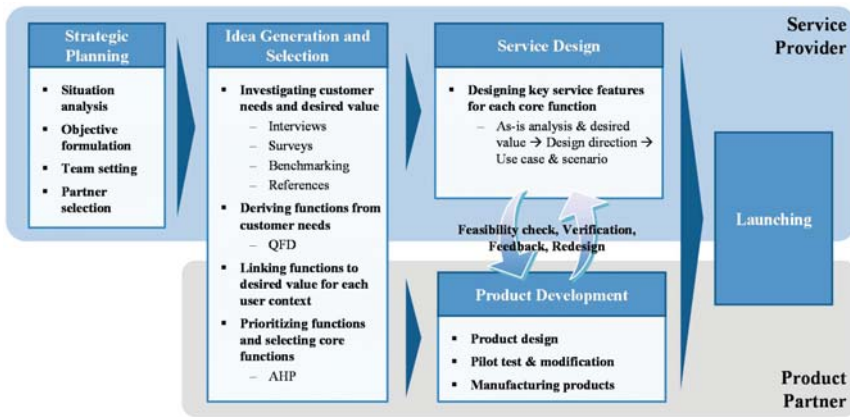 Service
Provider
Strategic
Planning
▪ Situation
analysis
▪ Objective
formulation
▪ Team setting
▪ Partner
selection
Idea Generation and
Selection
▪ Investigating customer
needs and desired value
– Interviews
– Surveys
– Benchmarking
– References
▪ Deriving functions from
customer needs
– QFD
▪ Linking functions to
desired value for each
user context
▪ Prioritizing functions
and selecting core
functions
– AHP
Service Design
▪ Designing key service features
for each core function
– As-is analysis & desired
value → Design direction →
Use case & scenario
Feasibility check, Verification,
Feedback, Redesign
Product Development
▪ Product design
▪ Pilot test & modification
▪ Manufacturing products
Launching
Product
Partner